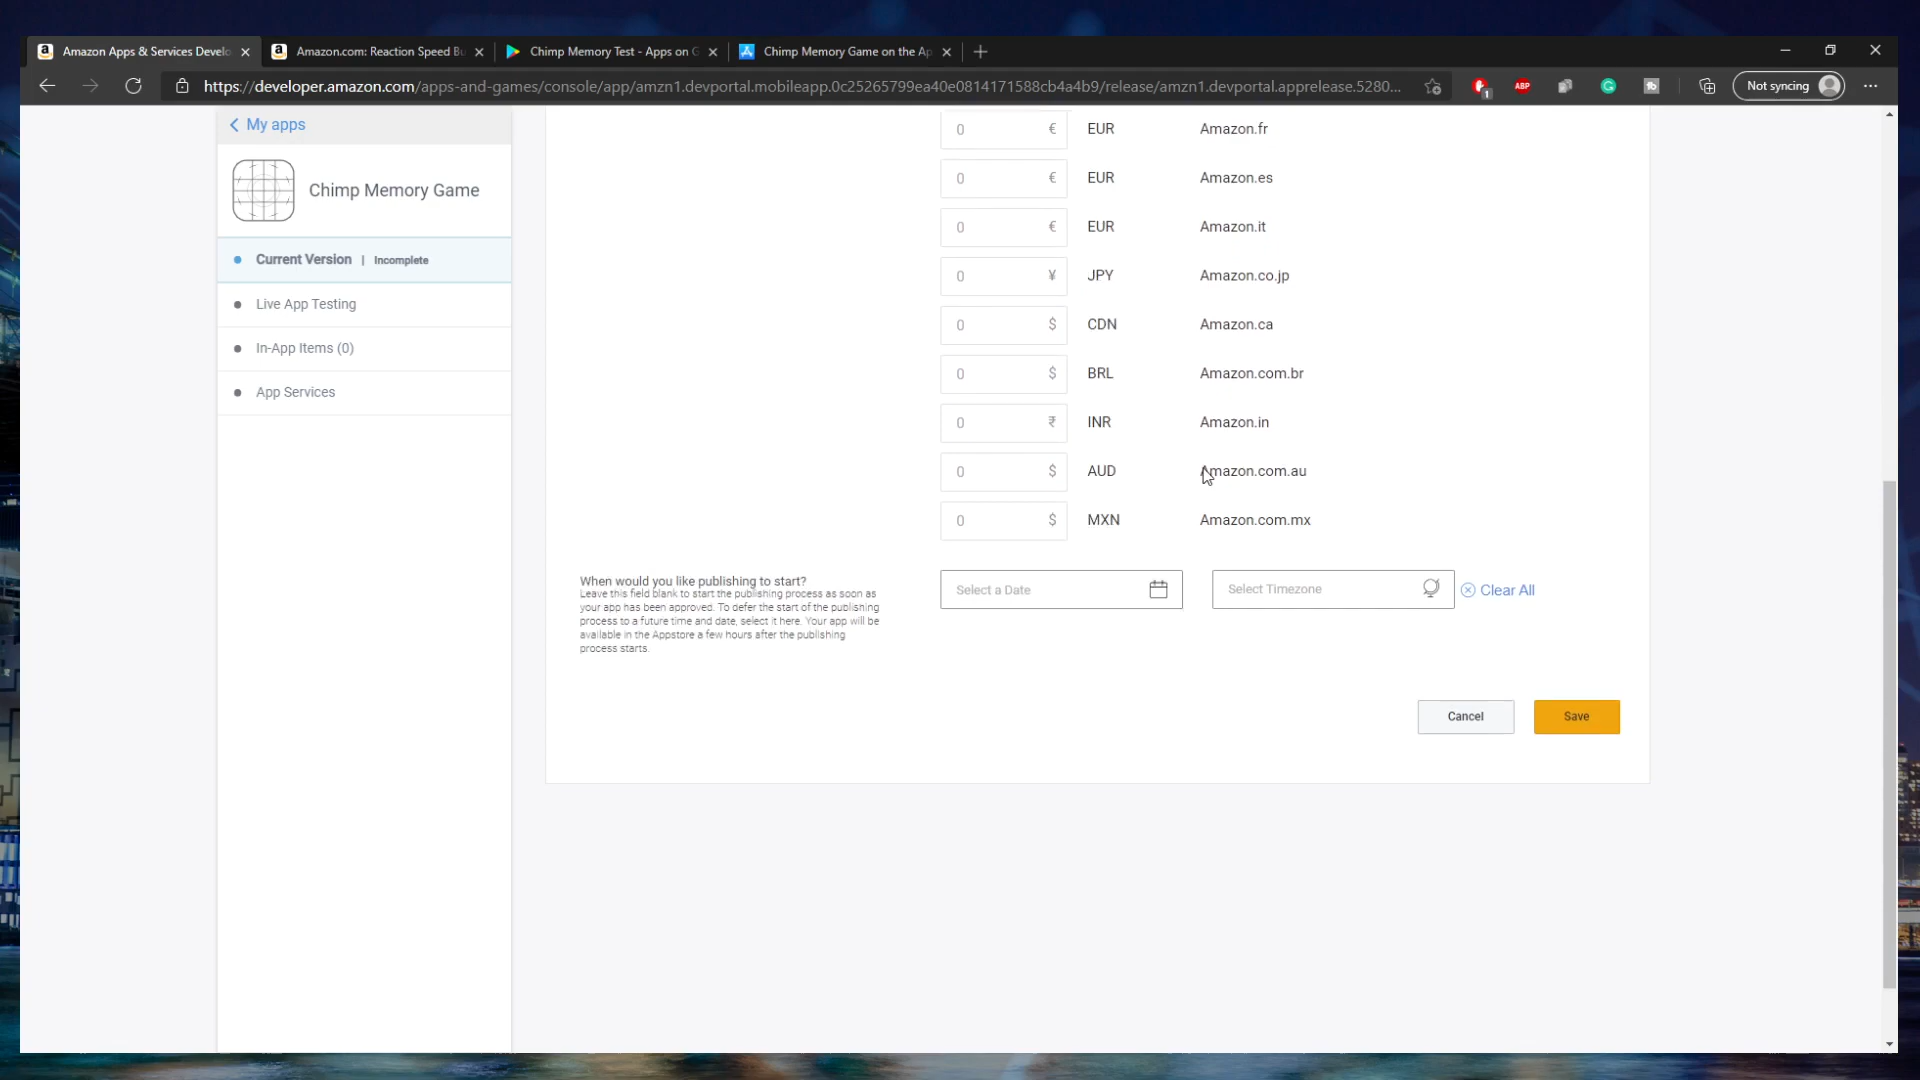 Amazon Apps & Services Develo
Amazon.com: Reaction Speed Bu
Chimp Memory Test - Apps on G
Chimp Memory Game on the Ap
https://developer.amazon.com/apps-and-games/console/app/amzn1.devportal.mobileapp.0c25265799ea40e0814171588cb4a4b9/release/amzn1.devportal.apprelease.5280...
1
ABP
Not syncing
My apps
Chimp Memory Game
Current Version | Incomplete
Live App Testing
In-App Items (0)
App Services
0 € EUR Amazon.fr
0 € EUR Amazon.es
0 € EUR Amazon.it
0 ¥ JPY Amazon.co.jp
0 $ CDN Amazon.ca
0 $ BRL Amazon.com.br
0 ₹ INR Amazon.in
0 $ AUD Amazon.com.au
0 $ MXN Amazon.com.mx
When would you like publishing to start?
Leave this field blank to start the publishing process as soon as
your app has been approved. To defer the start of the publishing
process to a future time and date, select it here. Your app will be
available in the Appstore a few hours after the publishing
process starts.
Select a Date
Select Timezone
Clear All
Cancel
Save